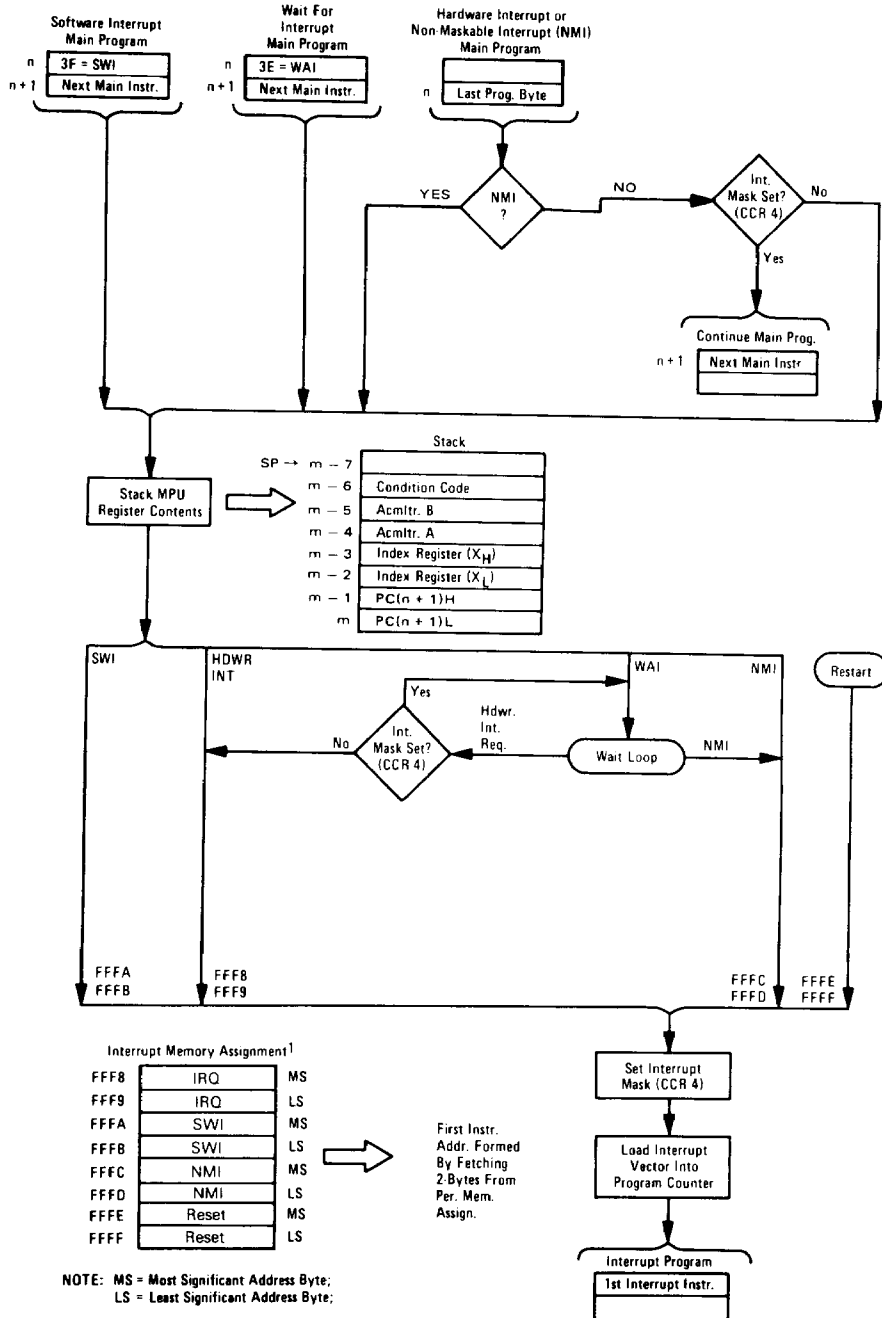 Software Interrupt
Main Program
n
3F = SWI
n + 1
Next Main Instr.
Wait For
Interrupt
Main Program
n
3E = WAI
n + 1
Next Main Instr.
Hardware Interrupt or
Non-Maskable Interrupt (NMI)
Main Program
n
Last Prog. Byte
YES
NMI
?
NO
Int.
Mask Set?
(CCR 4)
No
Yes
Continue Main Prog.
n + 1
Next Main Instr
Stack MPU
Register Contents
Stack
SP → m – 7
m – 6 Condition Code
m – 5 Acmltr. B
m – 4 Acmltr. A
m – 3 Index Register (XH)
m – 2 Index Register (XL)
m – 1 PC(n + 1)H
m PC(n + 1)L
SWI
HDWR
INT
WAI
NMI
Restart
Yes
Int.
Mask Set?
(CCR 4)
No
Hdwr.
Int.
Req.
Wait Loop
NMI
FFFA
FFFB
FFF8
FFF9
FFFC
FFFD
FFFE
FFFF
Interrupt Memory Assignment1
FFF8 IRQ MS
FFF9 IRQ LS
FFFA SWI MS
FFFB SWI LS
FFFC NMI MS
FFFD NMI LS
FFFE Reset MS
FFFF Reset LS
First Instr.
Addr. Formed
By Fetching
2-Bytes From
Per. Mem.
Assign.
Set Interrupt
Mask (CCR 4)
Load Interrupt
Vector Into
Program Counter
Interrupt Program
1st Interrupt Instr.
NOTE: MS = Most Significant Address Byte;
LS = Least Significant Address Byte;